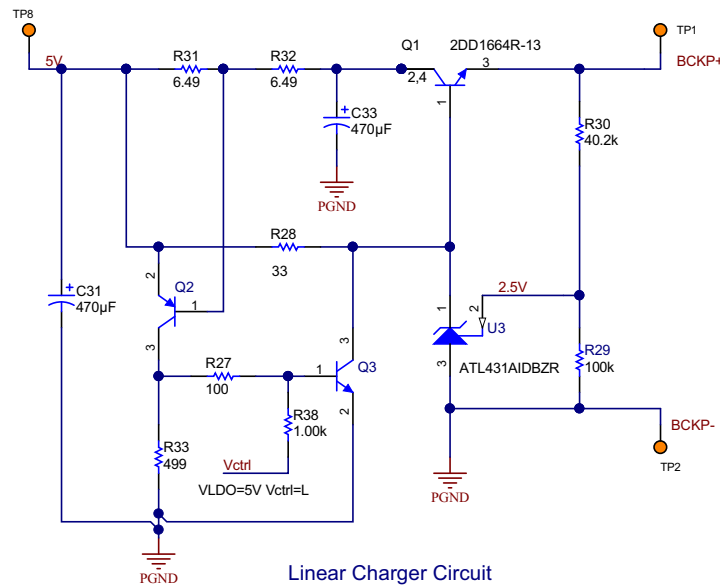 TP8
5V
R31
6.49
R32
6.49
Q1
2DD1664R-13
2,4
3
1
TP1
BCKP+
C33
470µF
PGND
R30
40.2k
R28
33
2
Q2
1
3
C31
470µF
R27
100
1
3
Q3
2
R38
1.00k
Vctrl
VLDO=5V Vctrl=L
R33
499
PGND
1
2.5V
2
U3
3
ATL431AIDBZR
R29
100k
BCKP-
TP2
PGND
Linear Charger Circuit